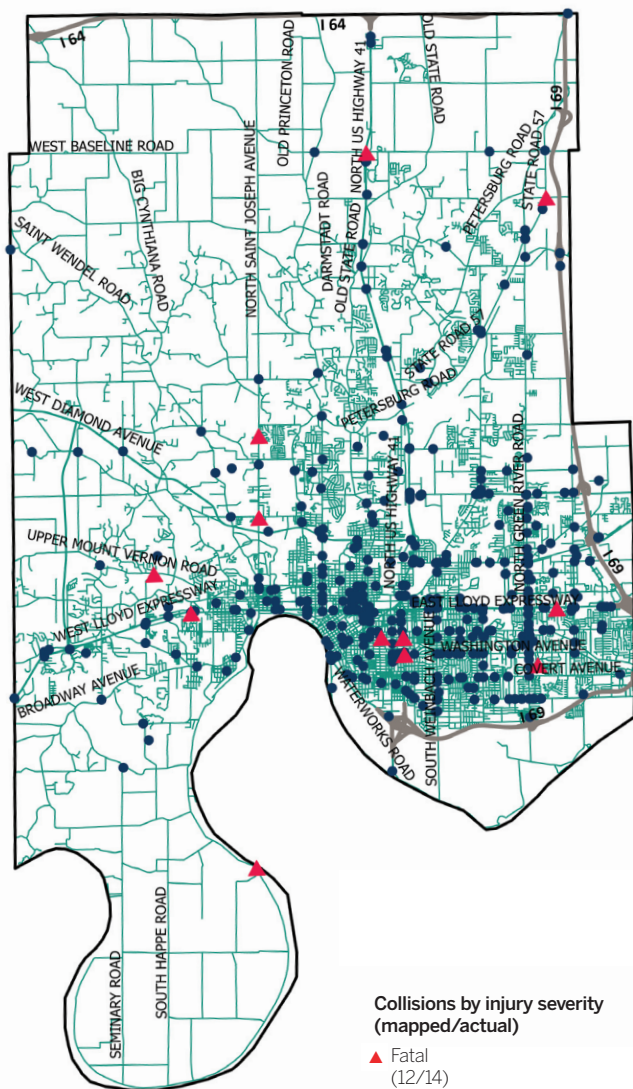 I 64
I 64
OLD PRINCETON ROAD
NORTH US HIGHWAY 41
OLD STATE ROAD
I 69
WEST BASELINE ROAD
NORTH SAINT JOSEPH AVENUE
BIG CYNTHIANA ROAD
SAINT WENDEL ROAD
DARMSTADT ROAD
OLD STATE ROAD
PETERSBURG ROAD
STATE ROAD 57
STATE ROAD 57
PETERSBURG ROAD
WEST DIAMOND AVENUE
NORTH US HIGHWAY 41
NORTH GREEN RIVER ROAD
UPPER MOUNT VERNON ROAD
I 69
WEST LLOYD EXPRESSWAY
EAST LLOYD EXPRESSWAY
WASHINGTON AVENUE
COVERT AVENUE
BROADWAY AVENUE
WATERWORKS ROAD
SOUTH WEINBACH AVENUE
I 69
SOUTH HAPPE ROAD
SEMINARY ROAD
Collisions by injury severity
(mapped/actual)
Fatal
(12/14)